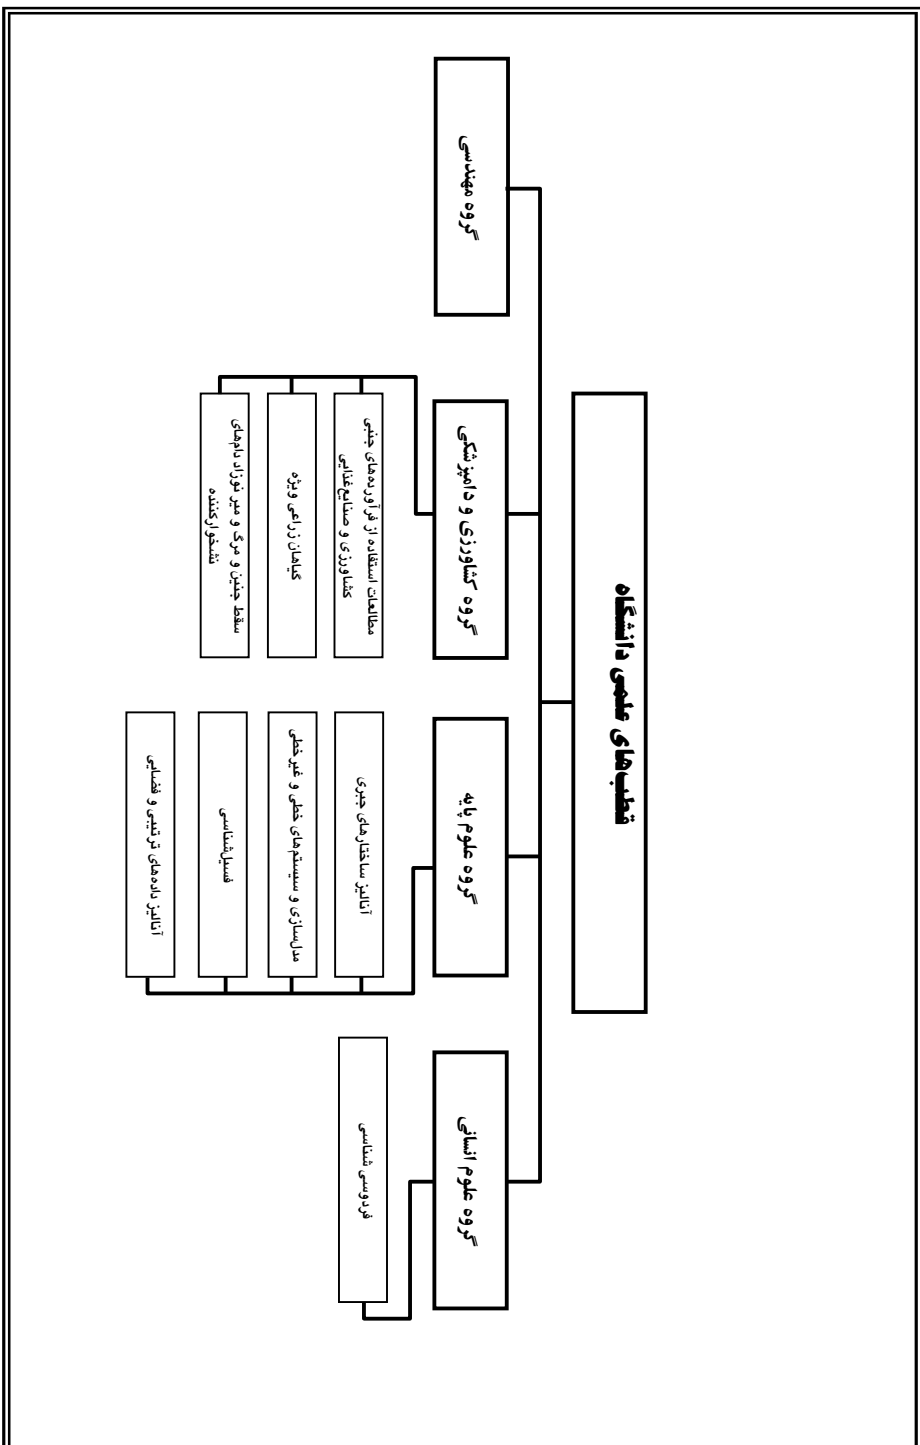 قطب‌های علمی دانشگاه
گروه علوم انسانی
فردوسی شناسی
گروه علوم پایه
آنالیز ساختارهای جبری
مدل‌سازی و سیستم‌های خطی و غیرخطی
فسیل‌شناسی
آنالیز داده‌های ترتیبی و فضایی
گروه کشاورزی و دامپزشکی
مطالعات استفاده از فرآورده‌های جنبی
کشاورزی و صنایع‌غذایی
گیاهان زراعی ویژه
سقط جنین و مرگ و میر نوزاد دام‌های
نشخوارکننده
گروه مهندسی